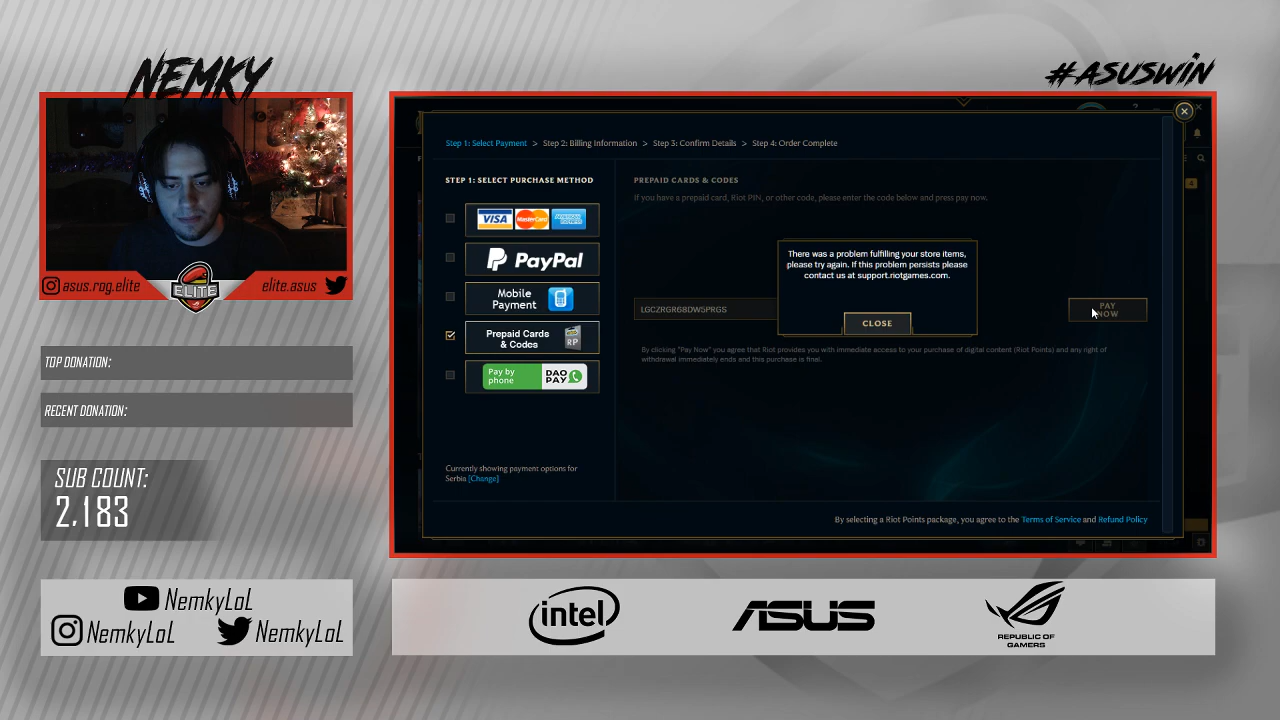 NEMKY
#ASUSWIN
asus.rog.elite
ELITE
elite.asus
TOP DONATION:
RECENT DONATION:
SUB COUNT:
2,183
NemkyLoL
NemkyLoL
NemkyLoL
Step 1: Select Payment > Step 2: Billing Information > Step 3: Confirm Details > Step 4: Order Complete
STEP 1: SELECT PURCHASE METHOD
VISA MasterCard
PayPal
Mobile
Payment
Prepaid Cards
& Codes
RP
Pay by
phone
DAO
PAY
Currently showing payment options for
Serbia [Change]
PREPAID CARDS & CODES
If you have a prepaid card, Riot PIN, or other code, please enter the code below and press pay now.
There was a problem fulfilling your store items,
please try again. If this problem persists please
contact us at support.riotgames.com.
CLOSE
LGCZRGR68DW5PRGS
PAY
NOW
By clicking "Pay Now" you agree that Riot provides you with immediate access to your purchase of digital content (Riot Points) and any right of
withdrawal immediately ends and this purchase is final.
By selecting a Riot Points package, you agree to the Terms of Service and Refund Policy
intel
ASUS
REPUBLIC OF
GAMERS